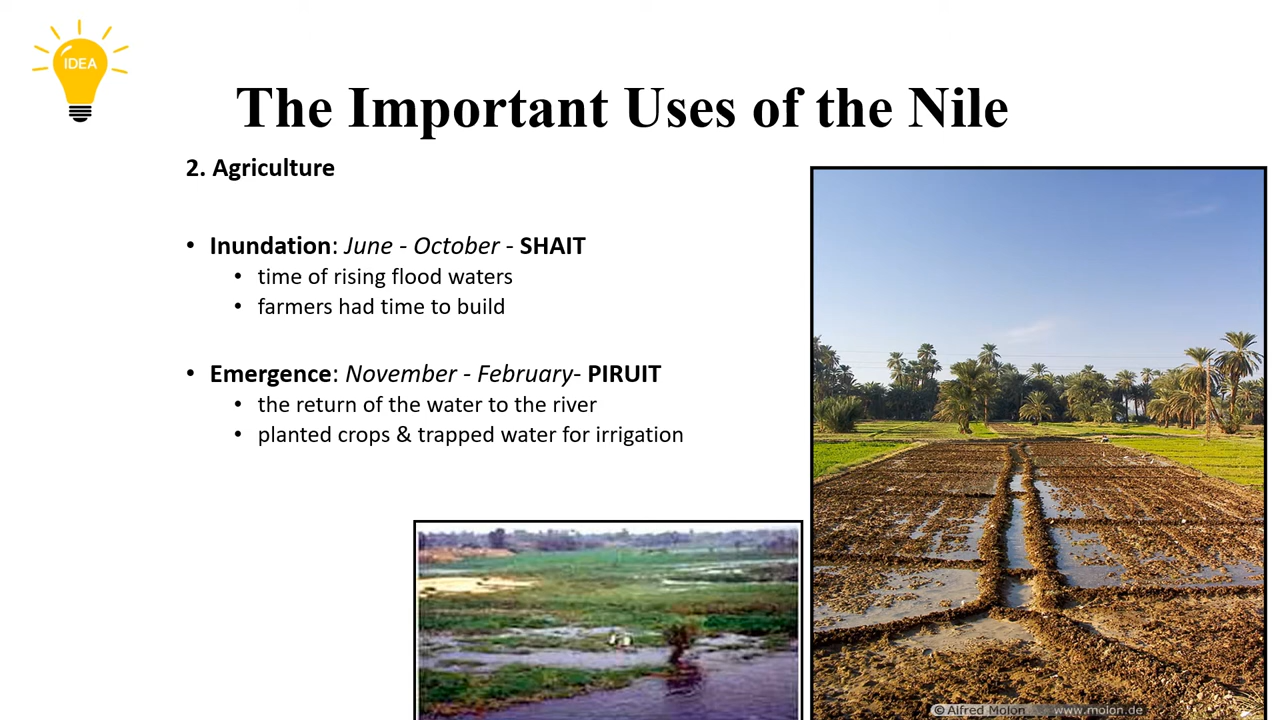 IDEA
The Important Uses of the Nile
2. Agriculture
• Inundation: June - October - SHAIT
• time of rising flood waters
• farmers had time to build
• Emergence: November - February- PIRUIT
• the return of the water to the river
• planted crops & trapped water for irrigation
© Alfred Molon www.molon.de